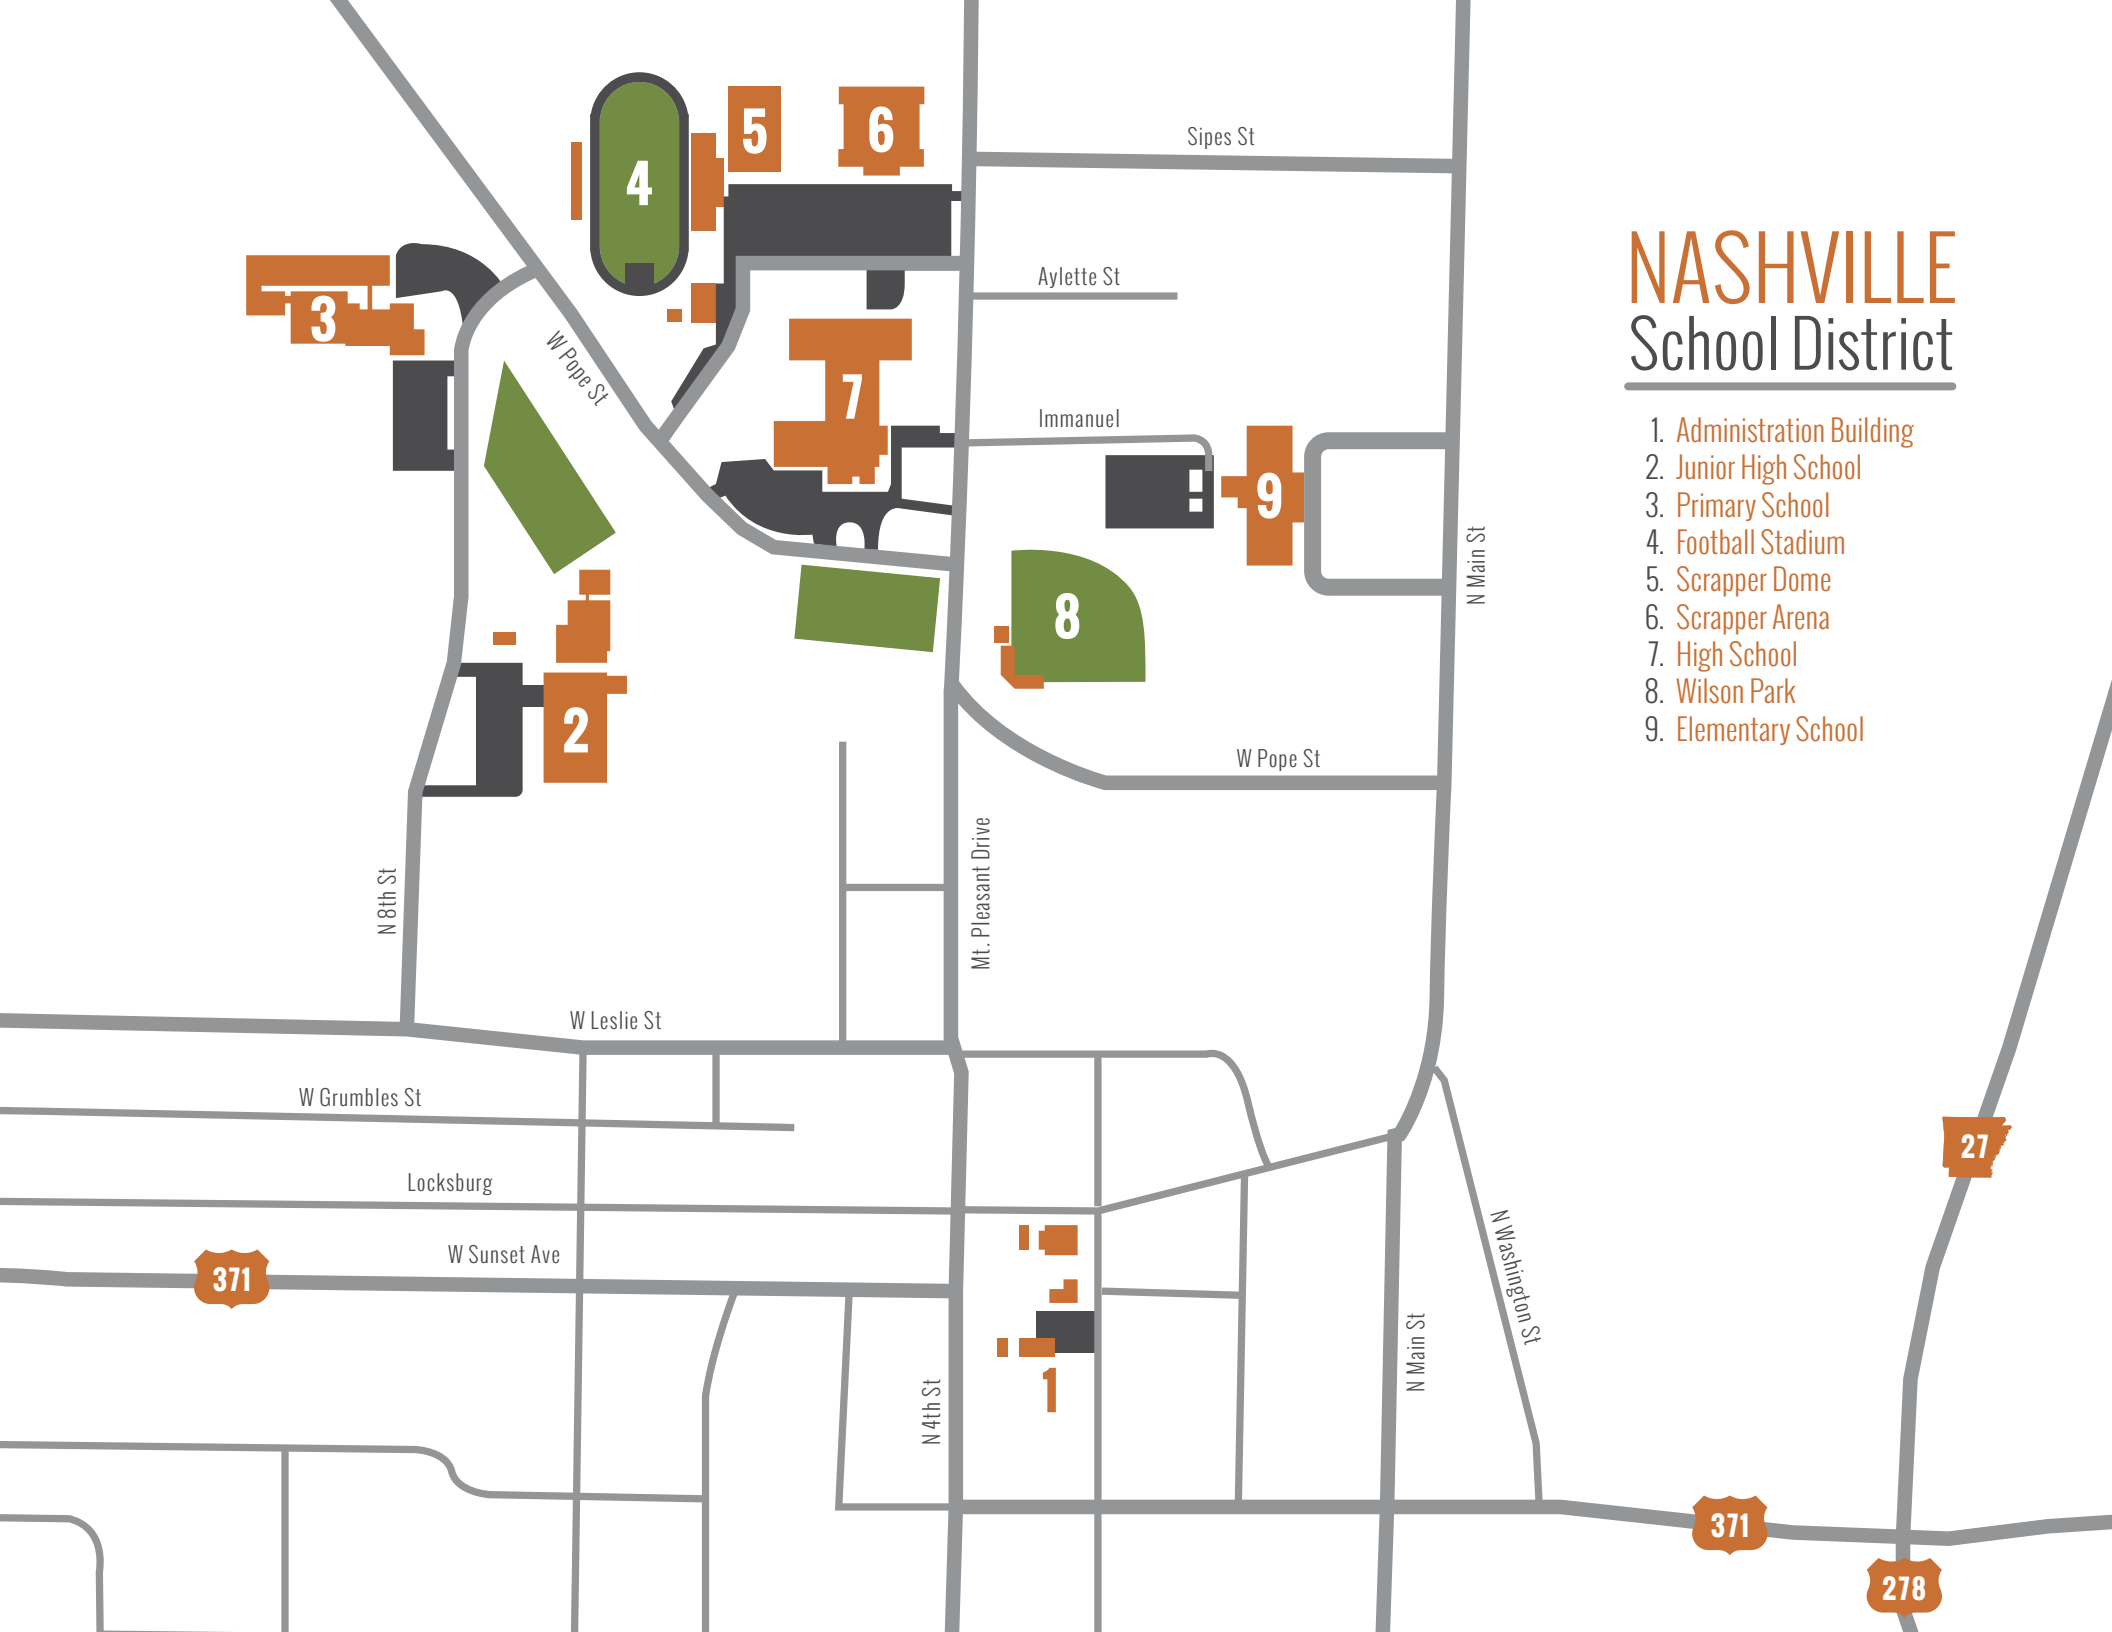 NASHVILLE
School District
1. Administration Building
2. Junior High School
3. Primary School
4. Football Stadium
5. Scrapper Dome
6. Scrapper Arena
7. High School
8. Wilson Park
9. Elementary School
5
6
4
Sipes St
Aylette St
3
W Pope St
7
Immanuel
9
N Main St
8
2
W Pope St
Mt. Pleasant Drive
N 8th St
W Leslie St
W Grumbles St
27
Locksburg
W Sunset Ave
371
N Washington St
N Main St
1
N 4th St
371
278